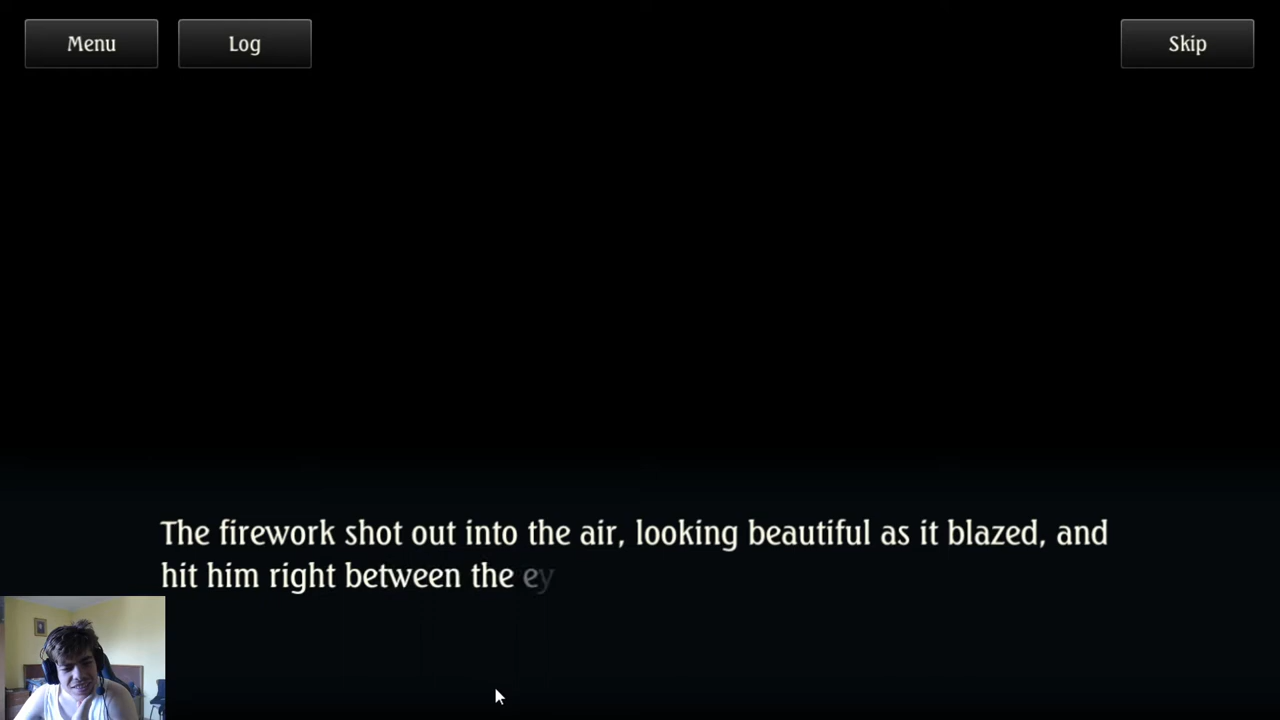 Menu Log Skip
The firework shot out into the air, looking beautiful as it blazed, and
hit him right between the ey